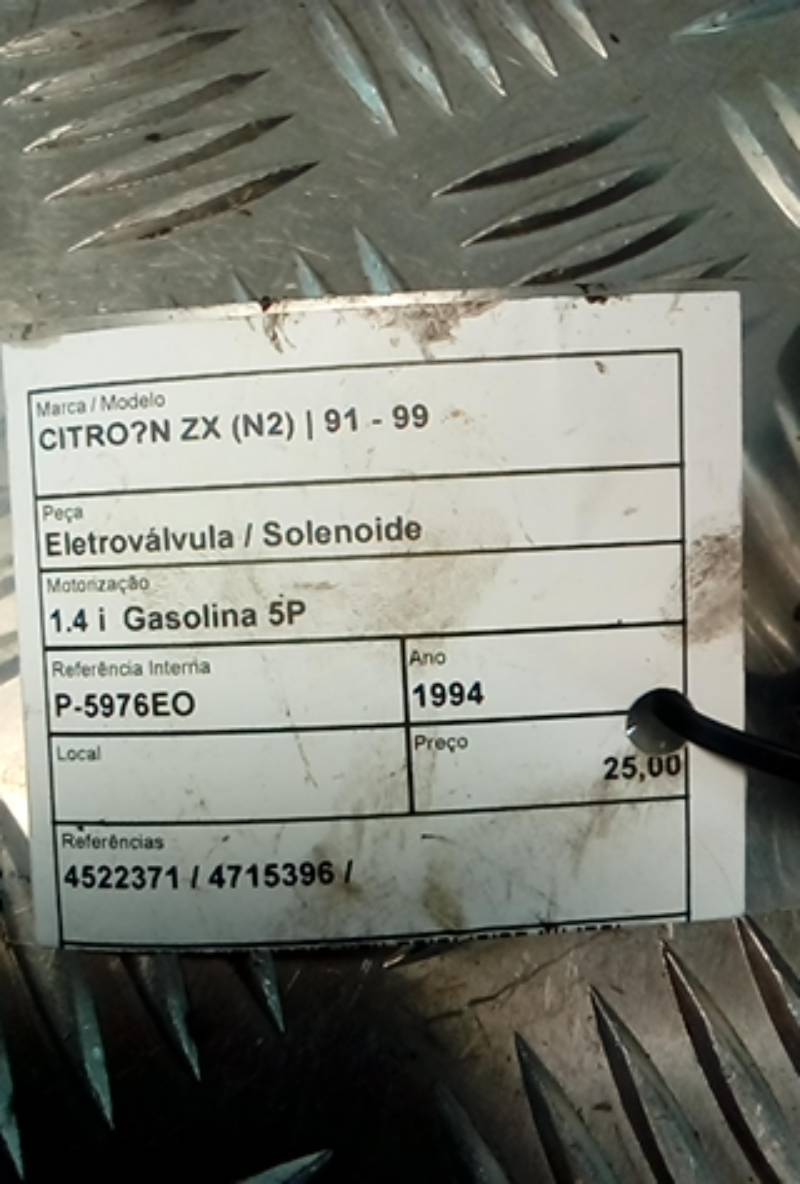 Marca / Modelo
CITRO?N ZX (N2) | 91 - 99
Peça
Eletroválvula / Solenoide
Motorização
1.4 i Gasolina 5P
Referência Interna
P-5976EO
Ano
1994
Local
Preço
25,00
Referências
4522371 / 4715396 /